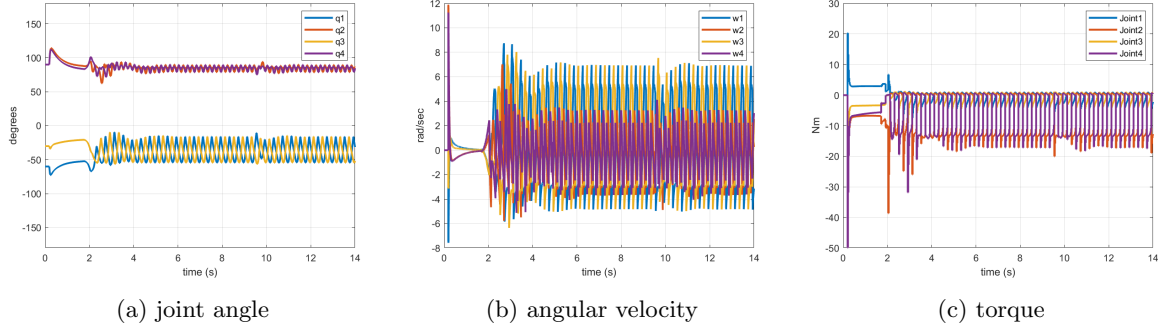 150
100
50
0
-50
-100
-150
degrees
0 2 4 6 8 10 12 14
time (s)
q1
q2
q3
q4
(a) joint angle
12
10
8
6
4
2
0
-2
-4
-6
-8
rad/sec
0 2 4 6 8 10 12 14
time (s)
w1
w2
w3
w4
(b) angular velocity
30
20
10
0
-10
-20
-30
-40
-50
Nm
0 2 4 6 8 10 12 14
time (s)
Joint1
Joint2
Joint3
Joint4
(c) torque